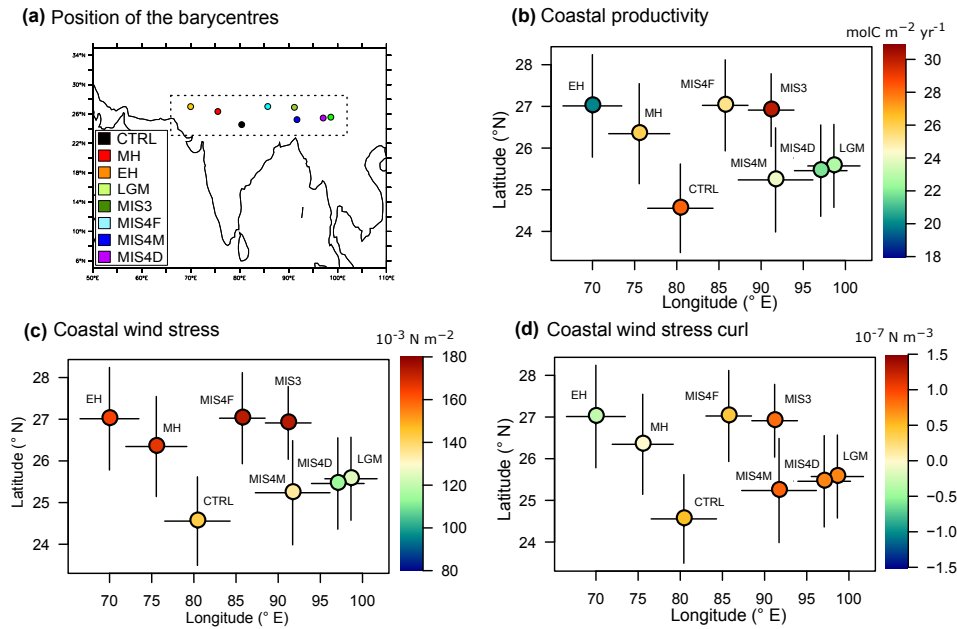 (a) Position of the barycentres
34°N
30°N
26°N
22°N
18°N
14°N
10°N
6°N
50°E 60°E 70°E 80°E 90°E 100°E 110°E
CTRL
MH
EH
LGM
MIS3
MIS4F
MIS4M
MIS4D
(b) Coastal productivity
molC m⁻² yr⁻¹
Latitude (°N)
28
27
26
25
24
EH
MH
CTRL
MIS4F
MIS3
MIS4M
MIS4D
LGM
70 75 80 85 90 95 100
Longitude (° E)
30
28
26
24
22
20
18
(c) Coastal wind stress
10⁻³ N m⁻²
Latitude (° N)
28
27
26
25
24
EH
MH
CTRL
MIS4F
MIS3
MIS4M
MIS4D
LGM
70 75 80 85 90 95 100
Longitude (° E)
180
160
140
120
100
80
(d) Coastal wind stress curl
10⁻⁷ N m⁻³
Latitude (° N)
28
27
26
25
24
EH
MH
CTRL
MIS4F
MIS3
MIS4M
MIS4D
LGM
70 75 80 85 90 95 100
Longitude (° E)
1.5
1.0
0.5
0.0
−0.5
−1.0
−1.5